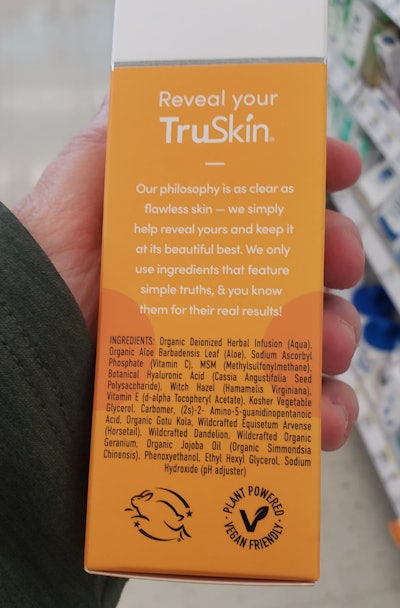 Reveal your
TruSkin®
Our philosophy is as clear as
flawless skin — we simply
help reveal yours and keep it
at its beautiful best. We only
use ingredients that feature
simple truths, & you know
them for their real results!
INGREDIENTS: Organic Deionized Herbal Infusion (Aqua),
Organic Aloe Barbadensis Leaf (Aloe), Sodium Ascorbyl
Phosphate (Vitamin C), MSM (Methylsulfonylmethane),
Botanical Hyaluronic Acid (Cassia Angustifolia Seed
Polysaccharide), Witch Hazel (Hamamelis Virginiana),
Vitamin E (d-alpha Tocopheryl Acetate), Kosher Vegetable
Glycerol, Carbomer, (2s)-2- Amino-5-guanidinopentanoic
Acid, Organic Gotu Kola, Wildcrafted Equisetum Arvense
(Horsetail), Wildcrafted Dandelion, Wildcrafted Organic
Geranium, Organic Jojoba Oil (Organic Simmondsia
Chinensis), Phenoxyethanol, Ethyl Hexyl Glycerol, Sodium
Hydroxide (pH adjuster)
• PLANT POWERED •
VEGAN FRIENDLY